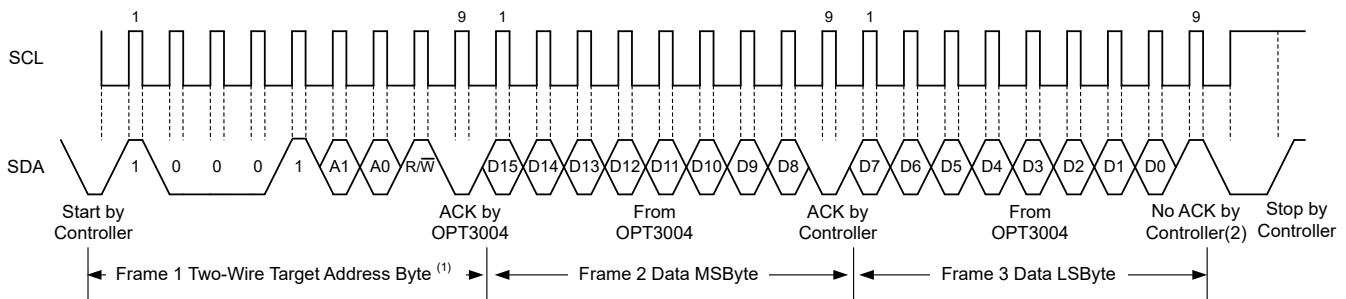 1 9 1 9 1 9
SCL
SDA
1 0 0 0 1 A1 A0 R/W̅ D15 D14 D13 D12 D11 D10 D9 D8 D7 D6 D5 D4 D3 D2 D1 D0
Start by
Controller
ACK by
OPT3004
From
OPT3004
ACK by
Controller
From
OPT3004
No ACK by
Controller(2)
Stop by
Controller
Frame 1 Two-Wire Target Address Byte (1)
Frame 2 Data MSByte
Frame 3 Data LSByte